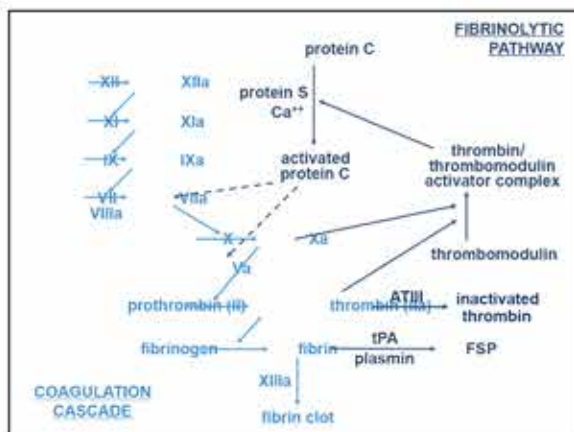 FIBRINOLYTIC
PATHWAY
protein C
XII XIIa
protein S
Ca++
XI XIa
IX IXa
activated
protein C
thrombin/
thrombomodulin
activator complex
VII VIIa
VIIIa
X Xa
Va
thrombomodulin
prothrombin (II) thrombin (IIa) ATIII inactivated
thrombin
fibrinogen fibrin tPA FSP
plasmin
XIIIa
COAGULATION
CASCADE
fibrin clot